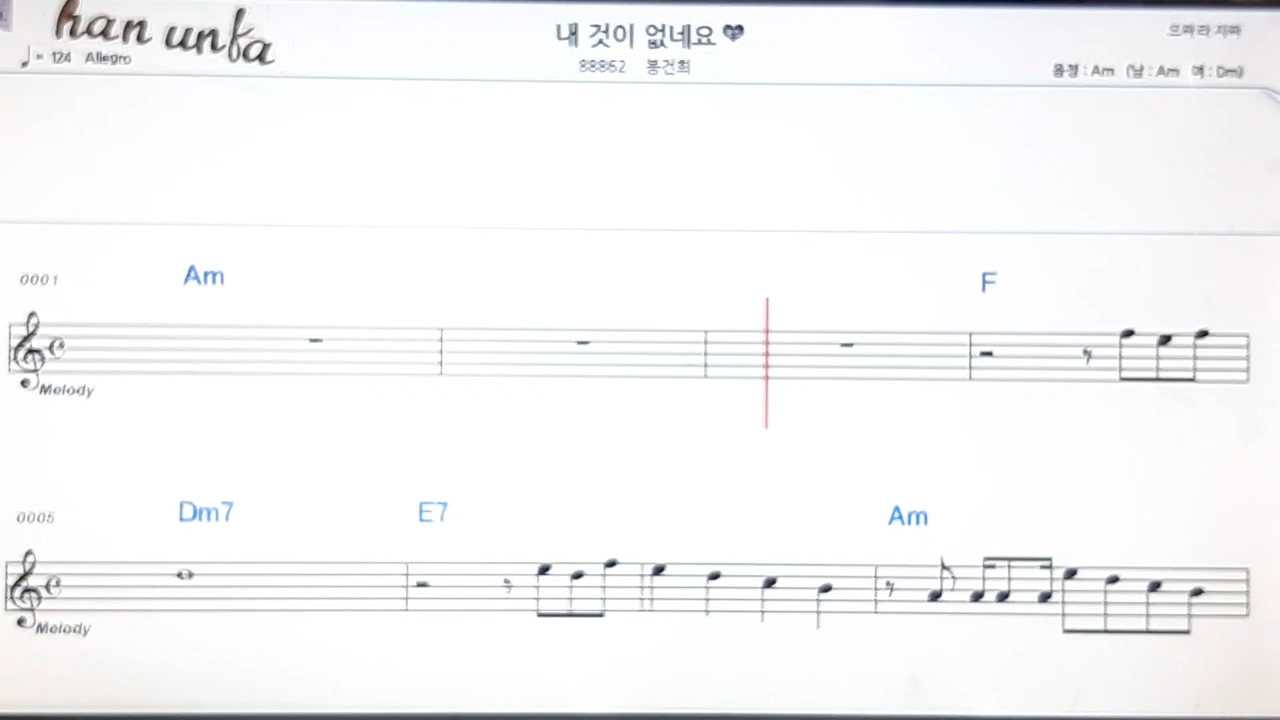 han unfa
♩= 124 Allegro
내 것이 없네요
88862 봉건희
음정 : Am (남 : Am 여 : Dm)
0001 Am F
Melody
0005 Dm7 E7 Am
Melody